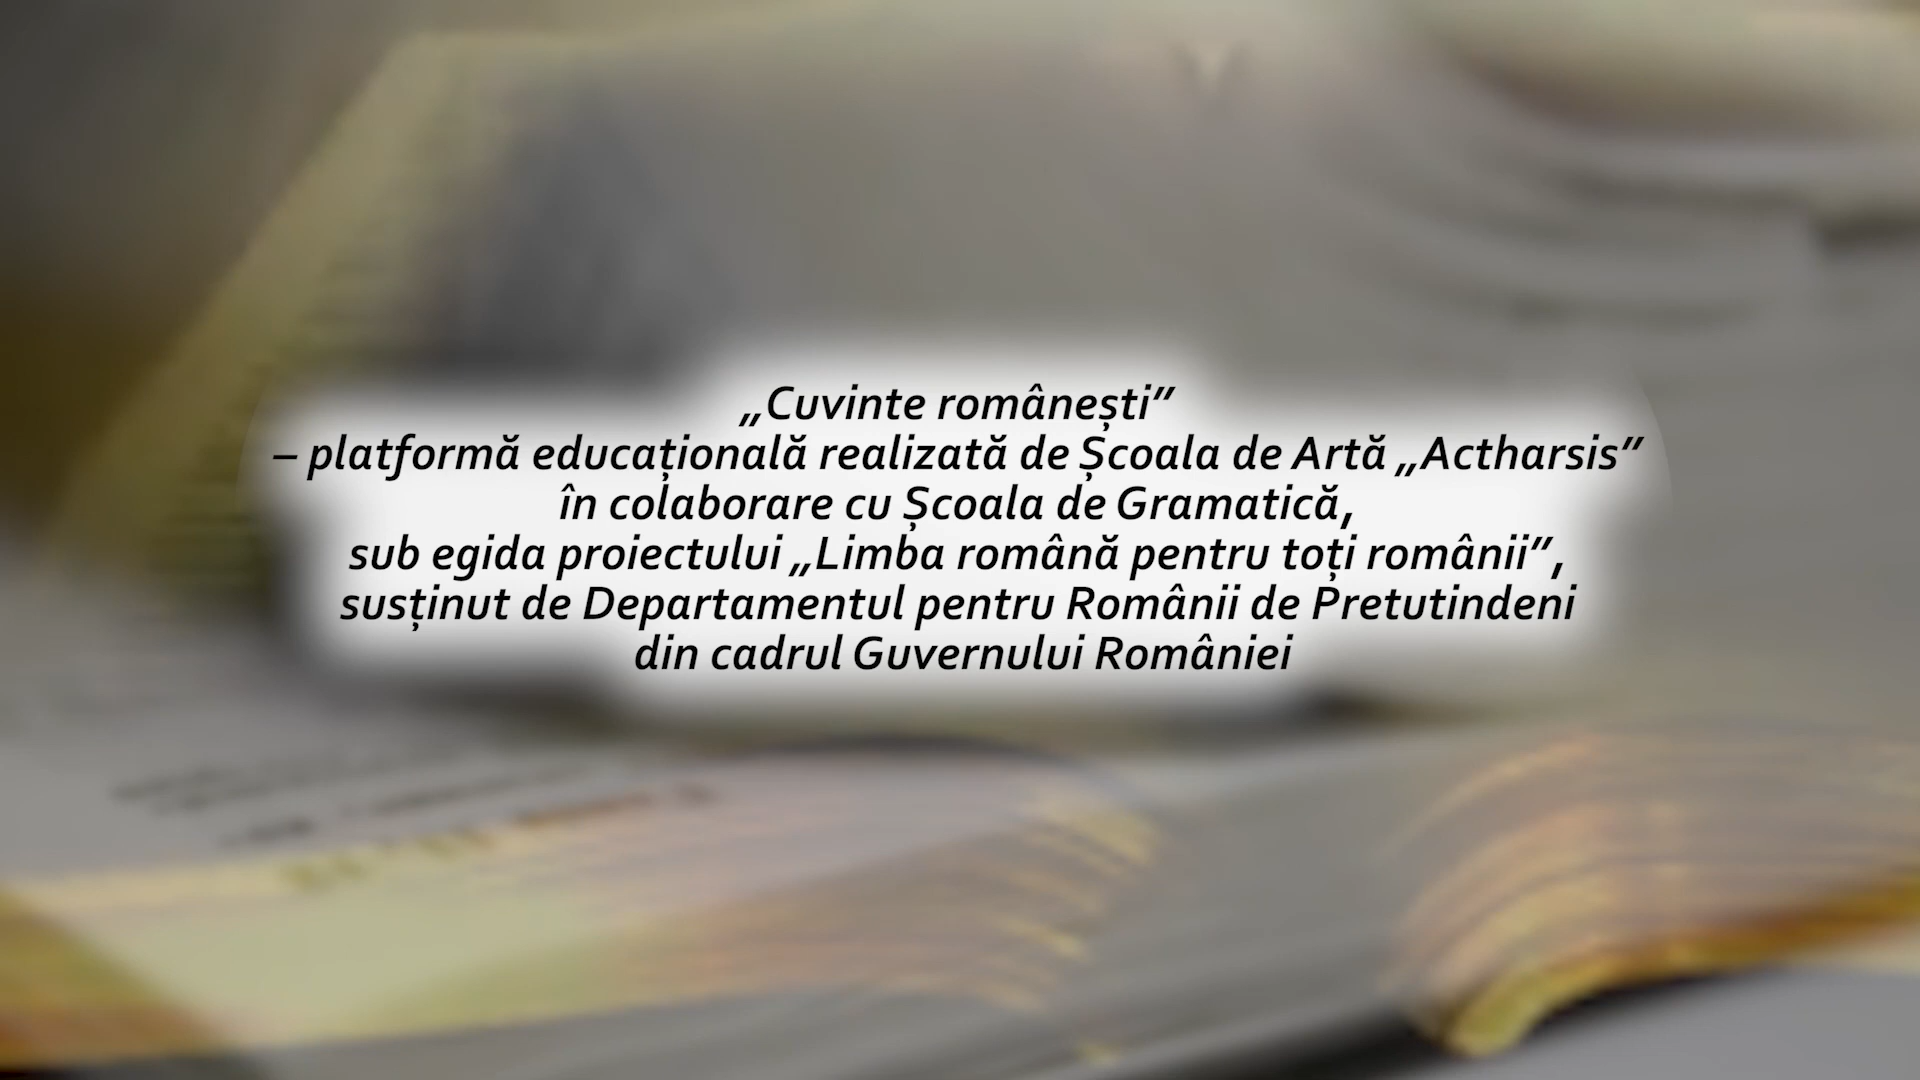 „Cuvinte românești”
– platformă educațională realizată de Școala de Artă „Actharsis”
în colaborare cu Școala de Gramatică,
sub egida proiectului „Limba română pentru toți românii”,
susținut de Departamentul pentru Românii de Pretutindeni
din cadrul Guvernului României